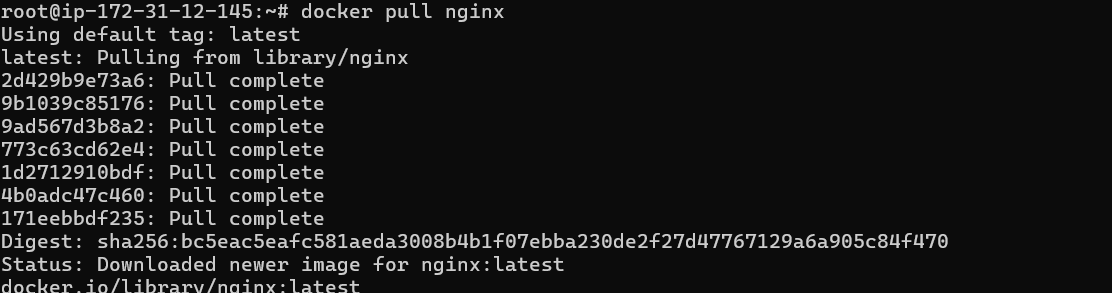 root@ip-172-31-12-145:~# docker pull nginx
Using default tag: latest
latest: Pulling from library/nginx
2d429b9e73a6: Pull complete
9b1039c85176: Pull complete
9ad567d3b8a2: Pull complete
773c63cd62e4: Pull complete
1d2712910bdf: Pull complete
4b0adc47c460: Pull complete
171eebbdf235: Pull complete
Digest: sha256:bc5eac5eafc581aeda3008b4b1f07ebba230de2f27d47767129a6a905c84f470
Status: Downloaded newer image for nginx:latest
docker.io/library/nginx:latest